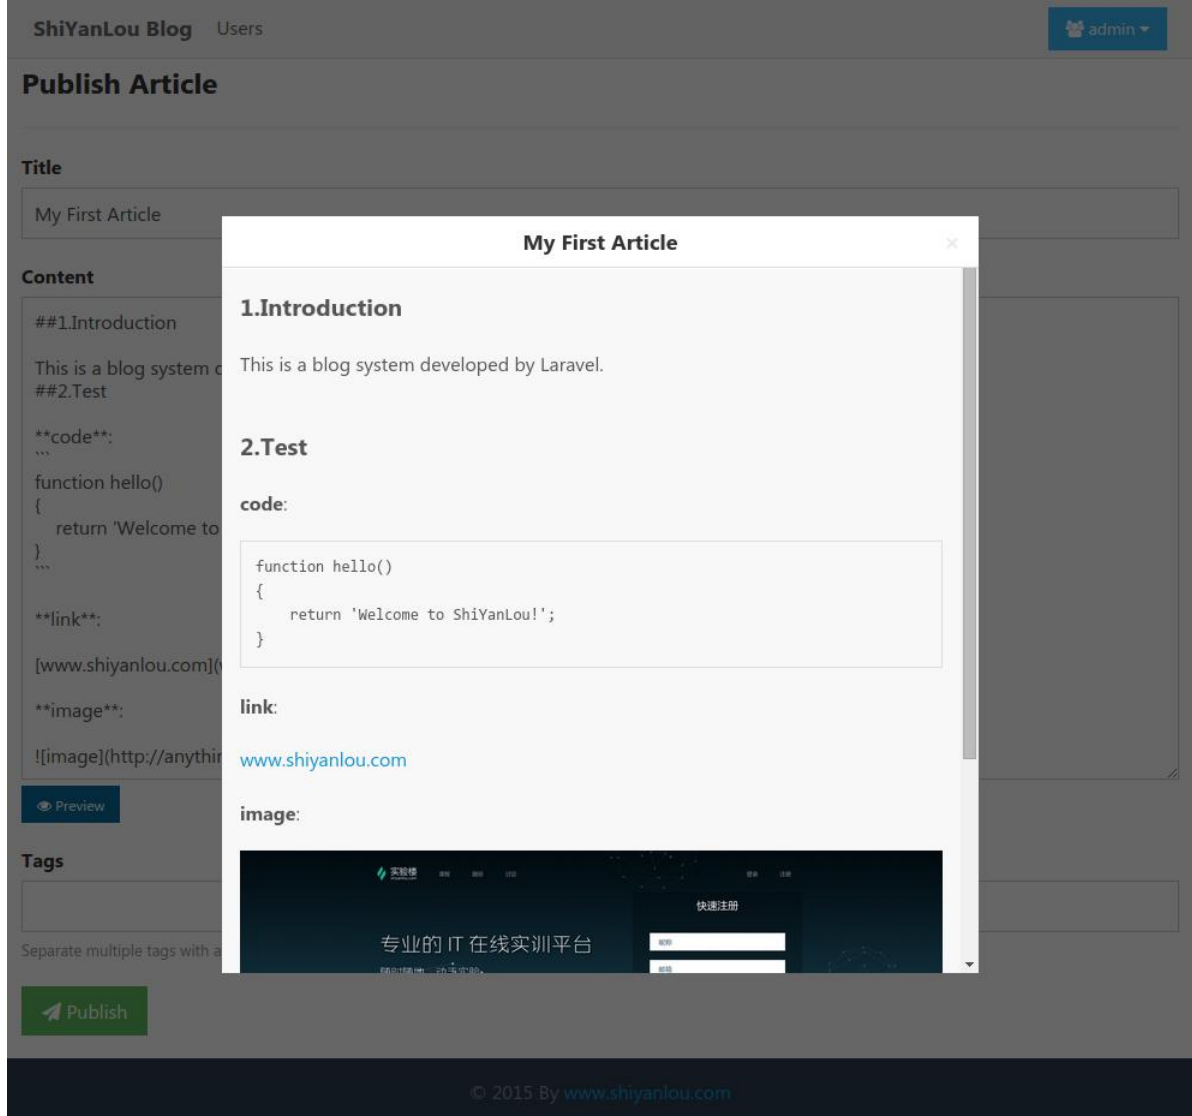 ShiYanLou Blog Users admin
Publish Article
Title
My First Article
Content
##1.Introduction
This is a blog system
##2.Test
**code**:
```
function hello()
{
return 'Welcome to
}
```
**link**:
[www.shiyanlou.com](
**image**:
![image](http://anythin
Preview
Tags
Separate multiple tags with a
Publish
© 2015 By www.shiyanlou.com
My First Article ×
1.Introduction
This is a blog system developed by Laravel.
2.Test
code:
function hello()
{
return 'Welcome to ShiYanLou!';
}
link:
www.shiyanlou.com
image:
实验楼
快速注册
专业的 IT 在线实训平台